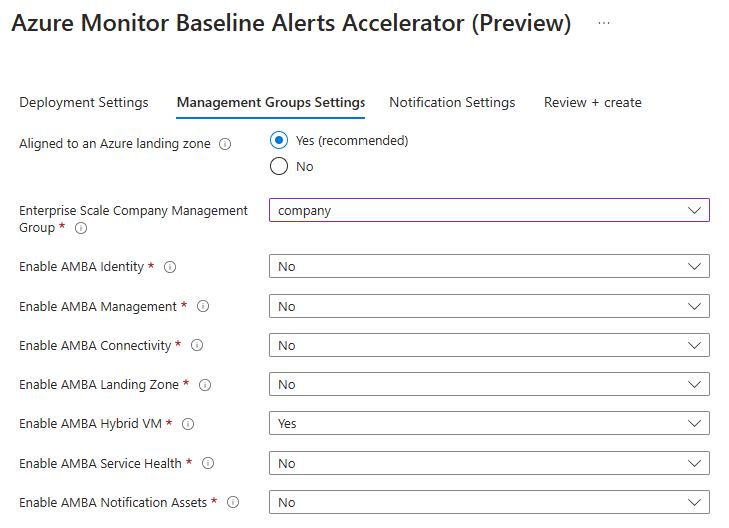 Azure Monitor Baseline Alerts Accelerator (Preview) ...
Deployment Settings Management Groups Settings Notification Settings Review + create
Aligned to an Azure landing zone Yes (recommended)
No
Enterprise Scale Company Management Group * company
Enable AMBA Identity * No
Enable AMBA Management * No
Enable AMBA Connectivity * No
Enable AMBA Landing Zone * No
Enable AMBA Hybrid VM * Yes
Enable AMBA Service Health * No
Enable AMBA Notification Assets * No